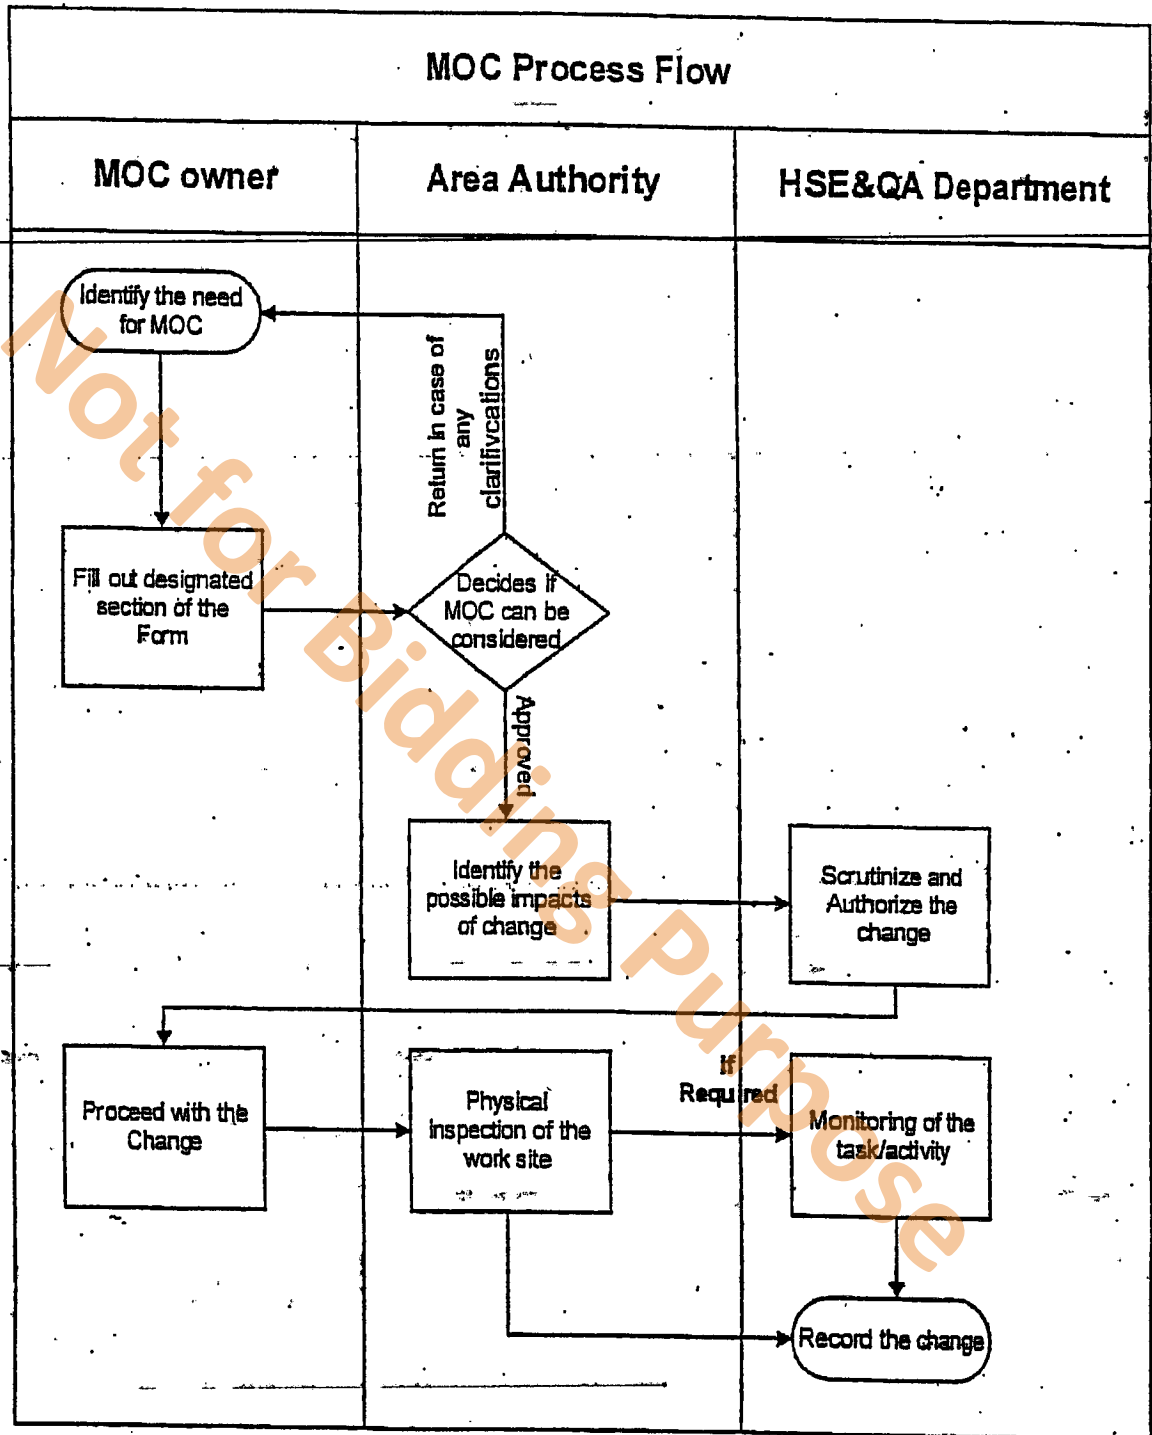 MOC Process Flow
MOC owner
Area Authority
HSE&QA Department
Identify the need
for MOC
Return in case of
any
clarifivcations
Fill out designated
section of the
Form
Decides if
MOC can be
considered
Approved
Identify the
possible impacts
of change
Scrutinize and
Authorize the
change
Proceed with the
Change
Physical
inspection of the
work site
If
Required
Monitoring of the
task/activity
Record the change
Not for Bidding Purpose